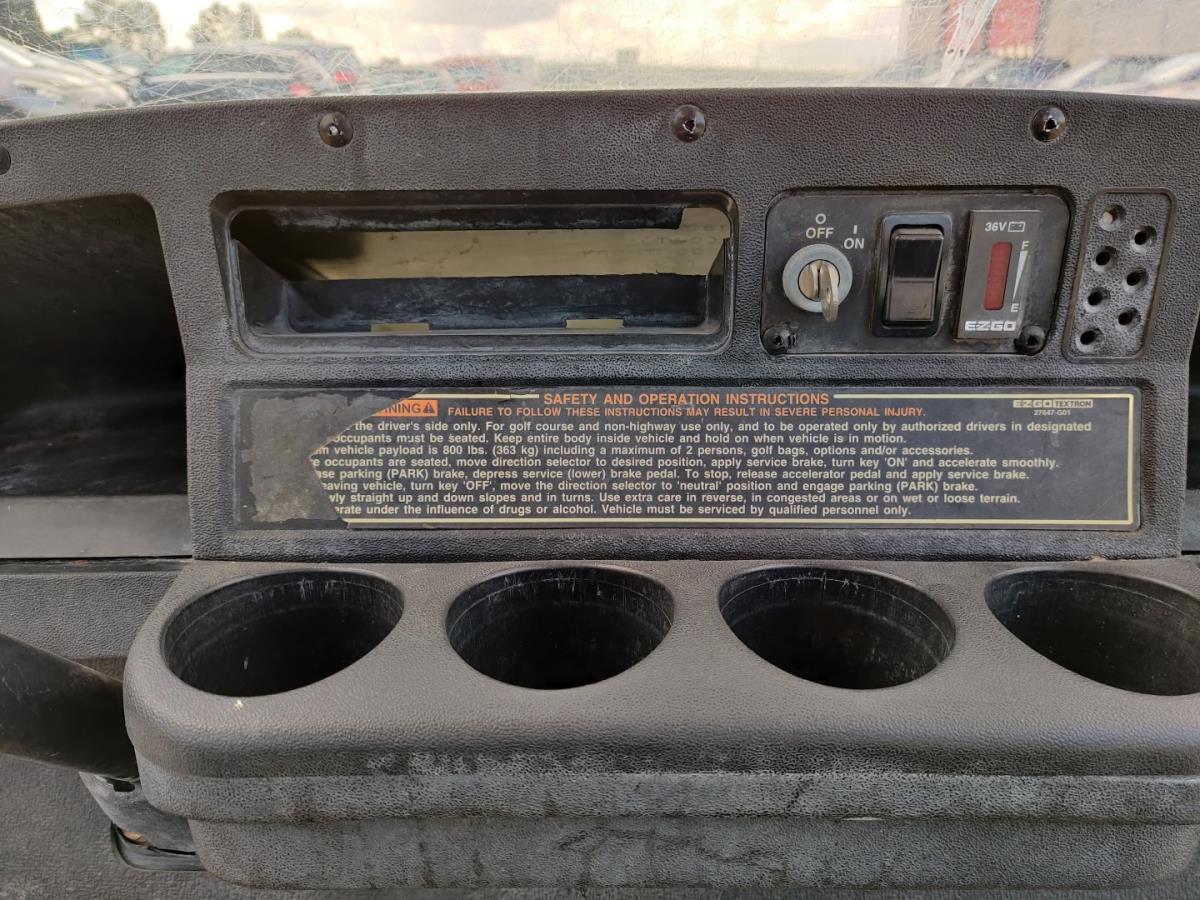 O
OFF
I
ON
36V
F
E
E-Z-GO
SAFETY AND OPERATION INSTRUCTIONS
E-Z-GO TEXTRON
27647-G01
FAILURE TO FOLLOW THESE INSTRUCTIONS MAY RESULT IN SEVERE PERSONAL INJURY.
the driver's side only. For golf course and non-highway use only, and to be operated only by authorized drivers in designated
occupants must be seated. Keep entire body inside vehicle and hold on when vehicle is in motion.
vehicle payload is 800 lbs. (363 kg) including a maximum of 2 persons, golf bags, options and/or accessories.
occupants are seated, move direction selector to desired position, apply service brake, turn key 'ON' and accelerate smoothly.
parking (PARK) brake, depress service (lower) brake pedal. To stop, release accelerator pedal and apply service brake.
vehicle, turn key 'OFF', move the direction selector to 'neutral' position and engage parking (PARK) brake.
straight up and down slopes and in turns. Use extra care in reverse, in congested areas or on wet or loose terrain.
under the influence of drugs or alcohol. Vehicle must be serviced by qualified personnel only.